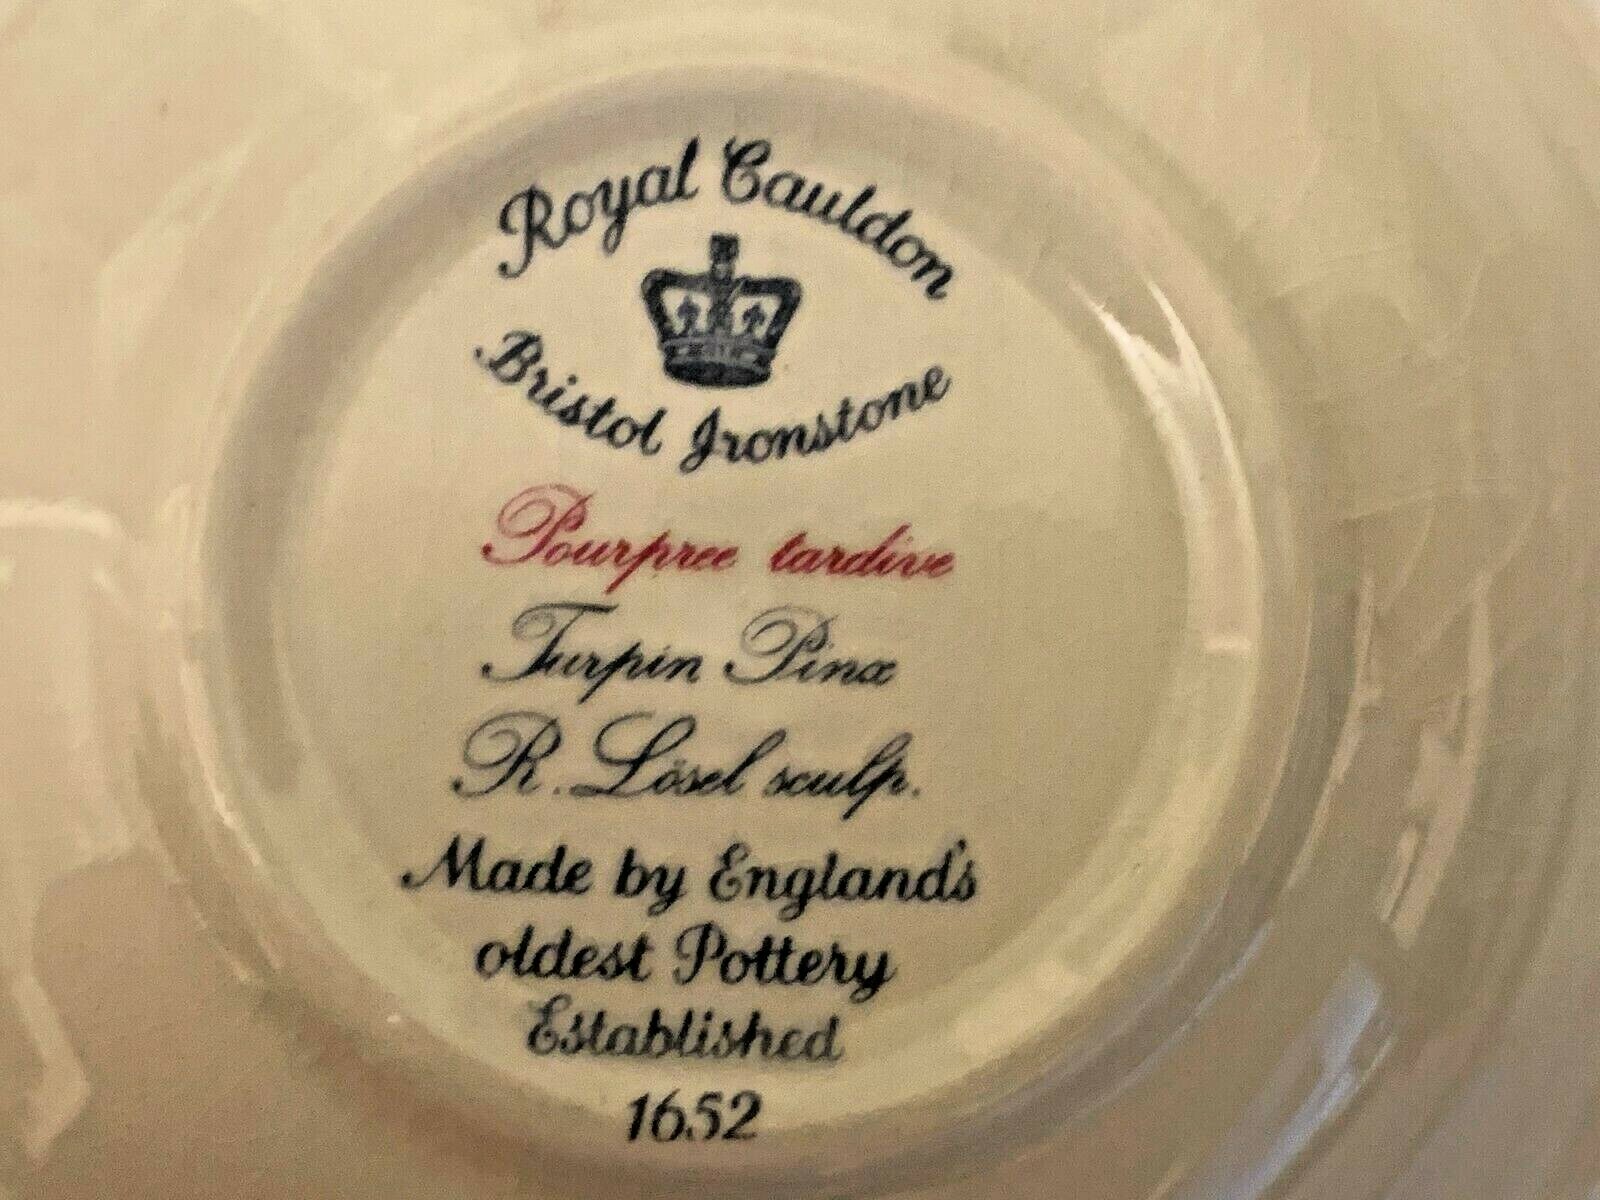 Royal Cauldon
Bristol Ironstone
Pourpree tardive
Turpin Pinx
R. Lösel sculp.
Made by England's
oldest Pottery
Established
1652